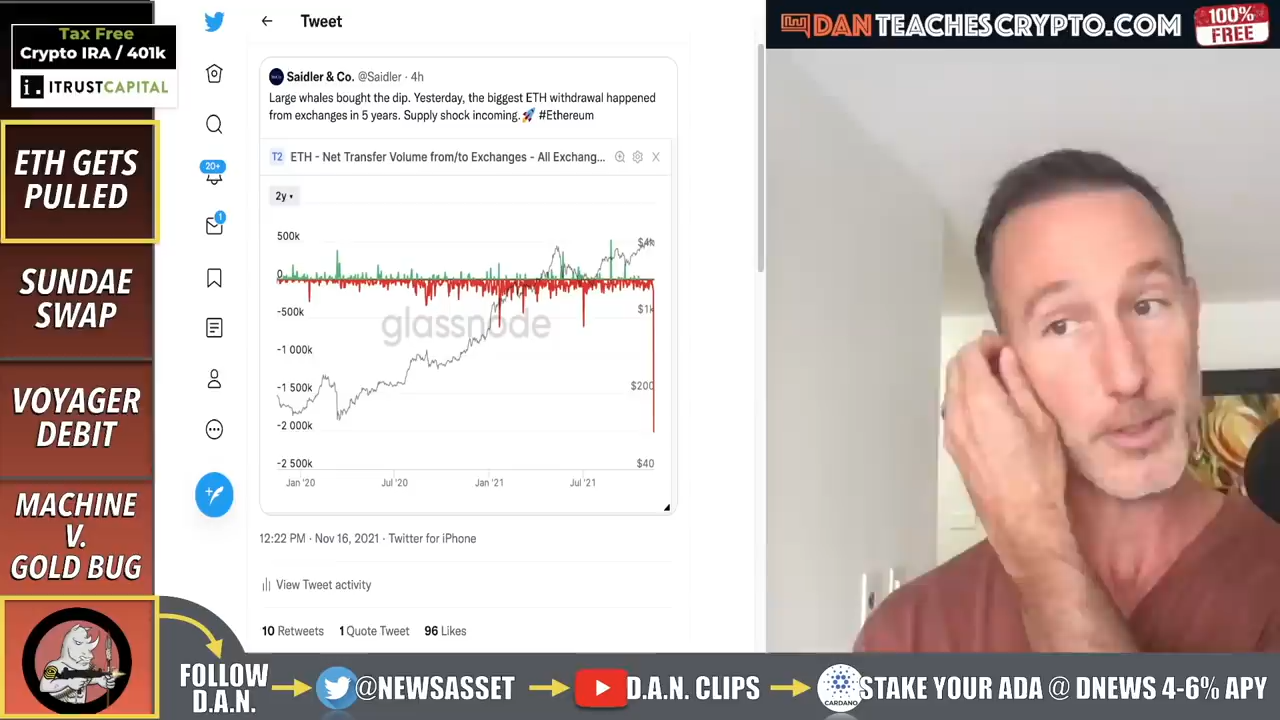 Tax Free
Crypto IRA / 401k
i. ITRUSTCAPITAL
ETH GETS
PULLED
SUNDAE
SWAP
VOYAGER
DEBIT
MACHINE
V.
GOLD BUG
Tweet
20+
1
Saidler & Co. @Saidler · 4h
Large whales bought the dip. Yesterday, the biggest ETH withdrawal happened
from exchanges in 5 years. Supply shock incoming.🚀 #Ethereum
T2 ETH - Net Transfer Volume from/to Exchanges - All Exchang...
2y
500k
0
-500k
-1 000k
-1 500k
-2 000k
-2 500k
$4k
$1k
$200
$40
glassnode
Jan '20 Jul '20 Jan '21 Jul '21
12:22 PM · Nov 16, 2021 · Twitter for iPhone
View Tweet activity
10 Retweets 1 Quote Tweet 96 Likes
DANTEACHESCRYPTO.COM
100%
FREE
FOLLOW
D.A.N.
@NEWSASSET
D.A.N. CLIPS
CARDANO
STAKE YOUR ADA @ DNEWS 4-6% APY